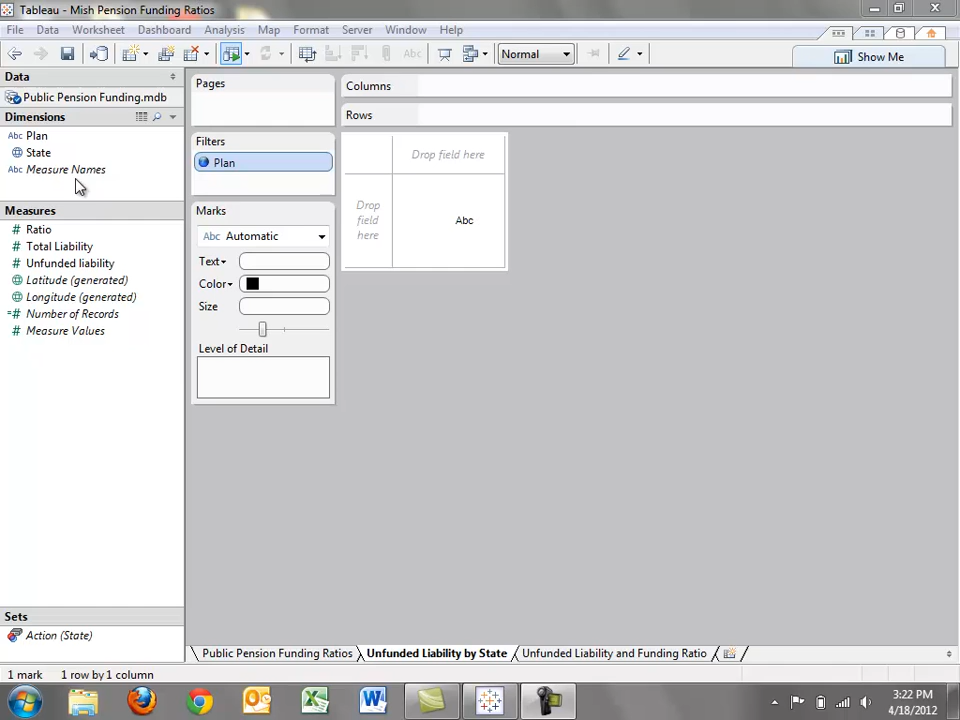 Tableau - Mish Pension Funding Ratios
File Data Worksheet Dashboard Analysis Map Format Server Window Help
Abc Normal Show Me
Data
Public Pension Funding.mdb
Dimensions
Abc Plan
State
Abc Measure Names
Measures
# Ratio
# Total Liability
# Unfunded liability
Latitude (generated)
Longitude (generated)
=# Number of Records
# Measure Values
Sets
Action (State)
Pages
Filters
Plan
Marks
Abc Automatic
Text
Color
Size
Level of Detail
Columns
Rows
Drop field here
Drop
field
here
Abc
Public Pension Funding Ratios Unfunded Liability by State Unfunded Liability and Funding Ratio
1 mark 1 row by 1 column
3:22 PM
4/18/2012